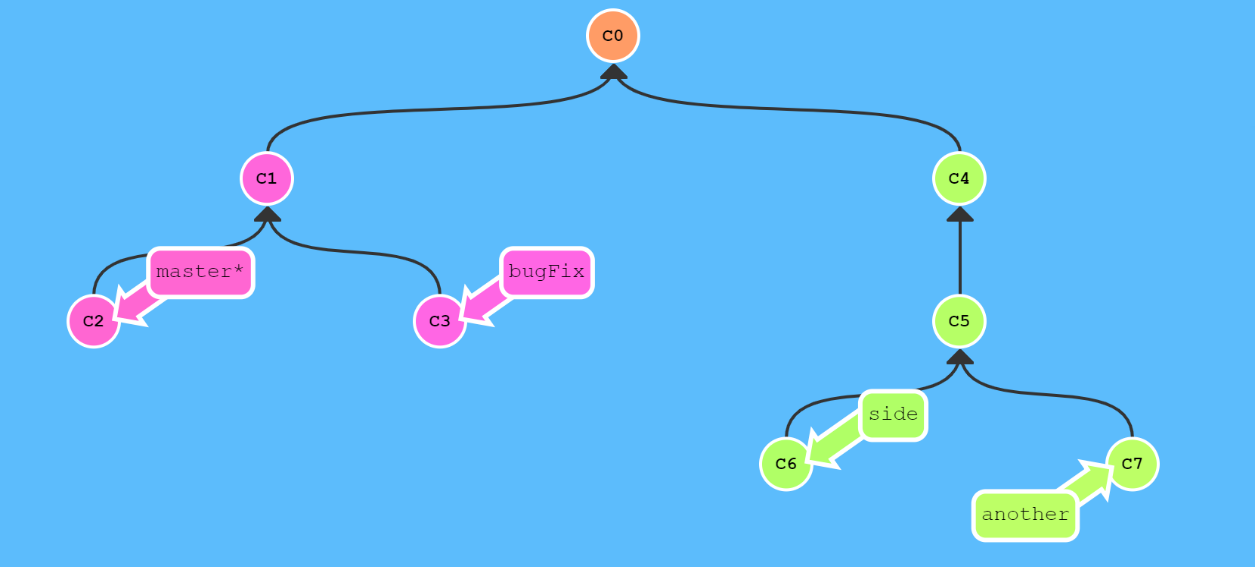 C0
C1
C4
master*
bugFix
C2
C3
C5
side
C6
C7
another